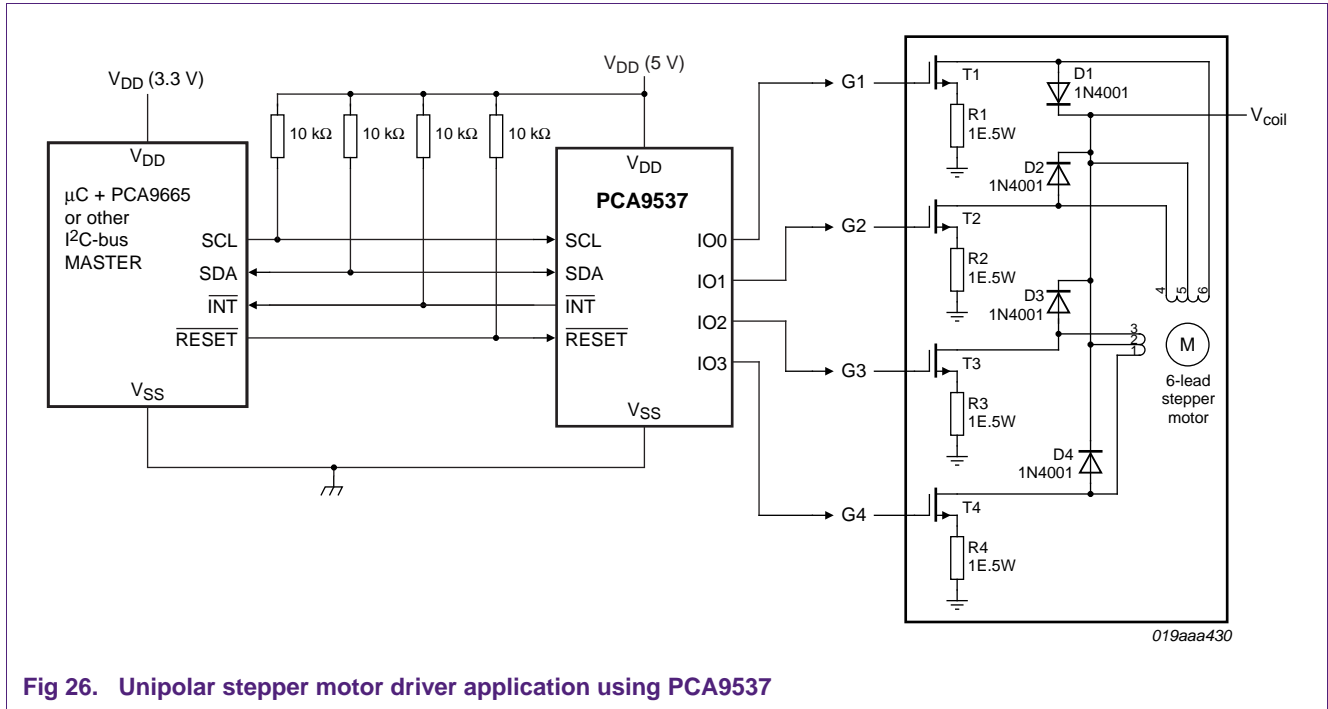 VDD (3.3 V)
VDD
μC + PCA9665
or other
I2C-bus
MASTER
SCL
SDA
INT
RESET
VSS
10 kΩ
10 kΩ
10 kΩ
10 kΩ
VDD (5 V)
VDD
PCA9537
SCL
SDA
INT
RESET
IO0
IO1
IO2
IO3
VSS
G1
G2
G3
G4
T1
R1
1E.5W
D1
1N4001
Vcoil
D2
1N4001
T2
R2
1E.5W
D3
1N4001
4
5
6
3
2
1
M
6-lead
stepper
motor
T3
R3
1E.5W
D4
1N4001
T4
R4
1E.5W
019aaa430
Fig 26. Unipolar stepper motor driver application using PCA9537